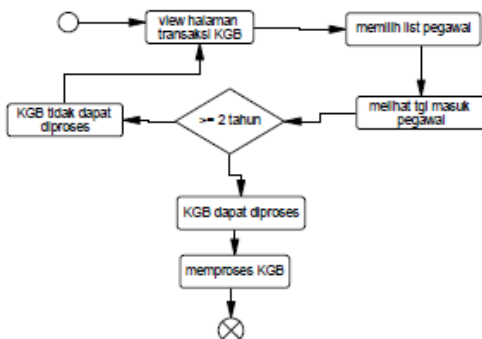 view halaman
transaksi KGB
memilih list pegawai
KGB tidak dapat
diproses
>= 2 tahun
melihat tgl masuk
pegawai
KGB dapat diproses
memproses KGB